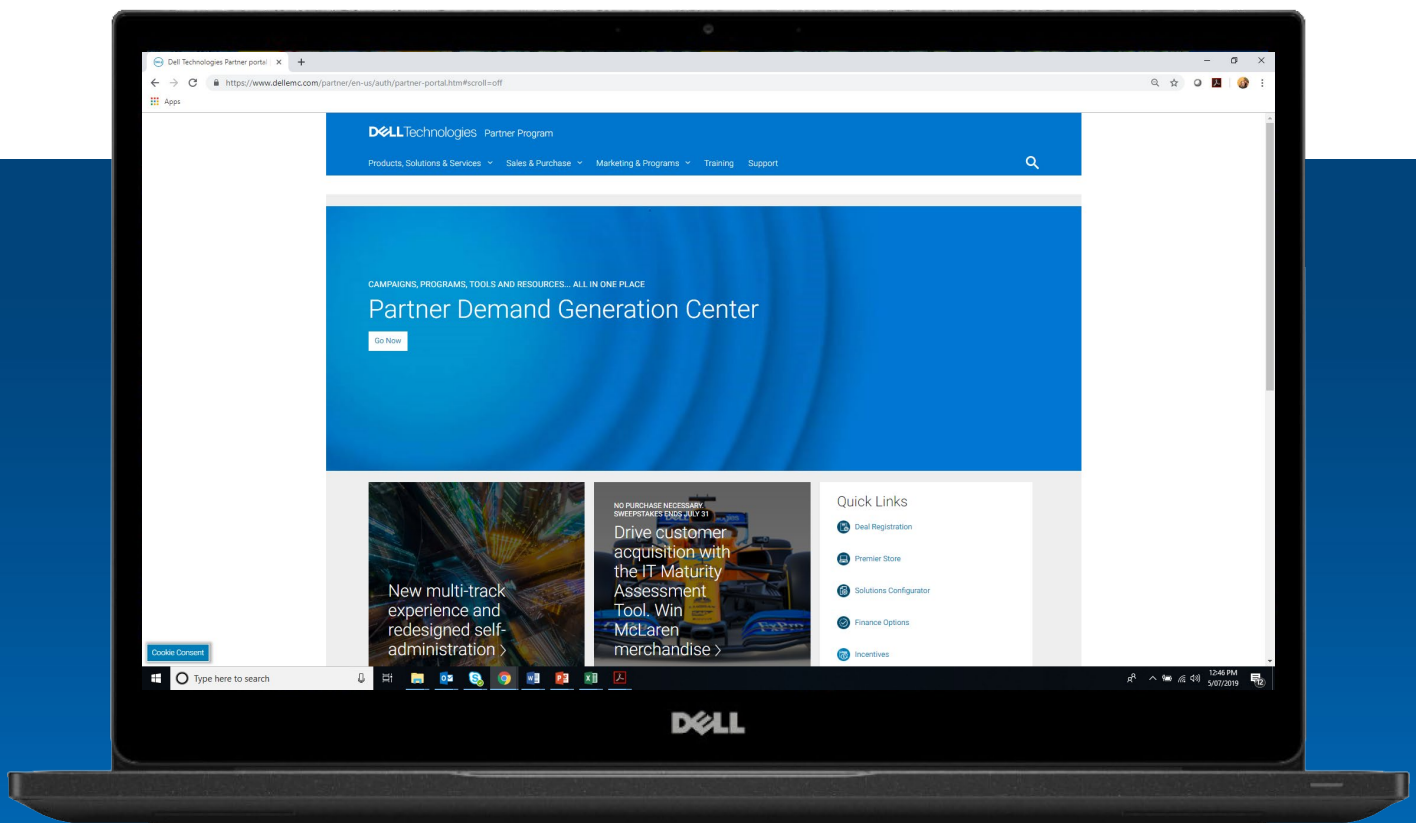 Dell Technologies Partner portal
https://www.dellemc.com/partner/en-us/auth/partner-portal.htm#scroll=off
Apps
DELLTechnologies Partner Program
Products, Solutions & Services Sales & Purchase Marketing & Programs Training Support
CAMPAIGNS, PROGRAMS, TOOLS AND RESOURCES... ALL IN ONE PLACE
Partner Demand Generation Center
Go Now
New multi-track
experience and
redesigned self-
administration >
NO PURCHASE NECESSARY.
SWEEPSTAKES ENDS JULY 31
Drive customer
acquisition with
the IT Maturity
Assessment
Tool. Win
McLaren
merchandise >
Quick Links
Deal Registration
Premier Store
Solutions Configurator
Finance Options
Incentives
Cookie Consent
Type here to search
12:46 PM
5/07/2019
12
DELL